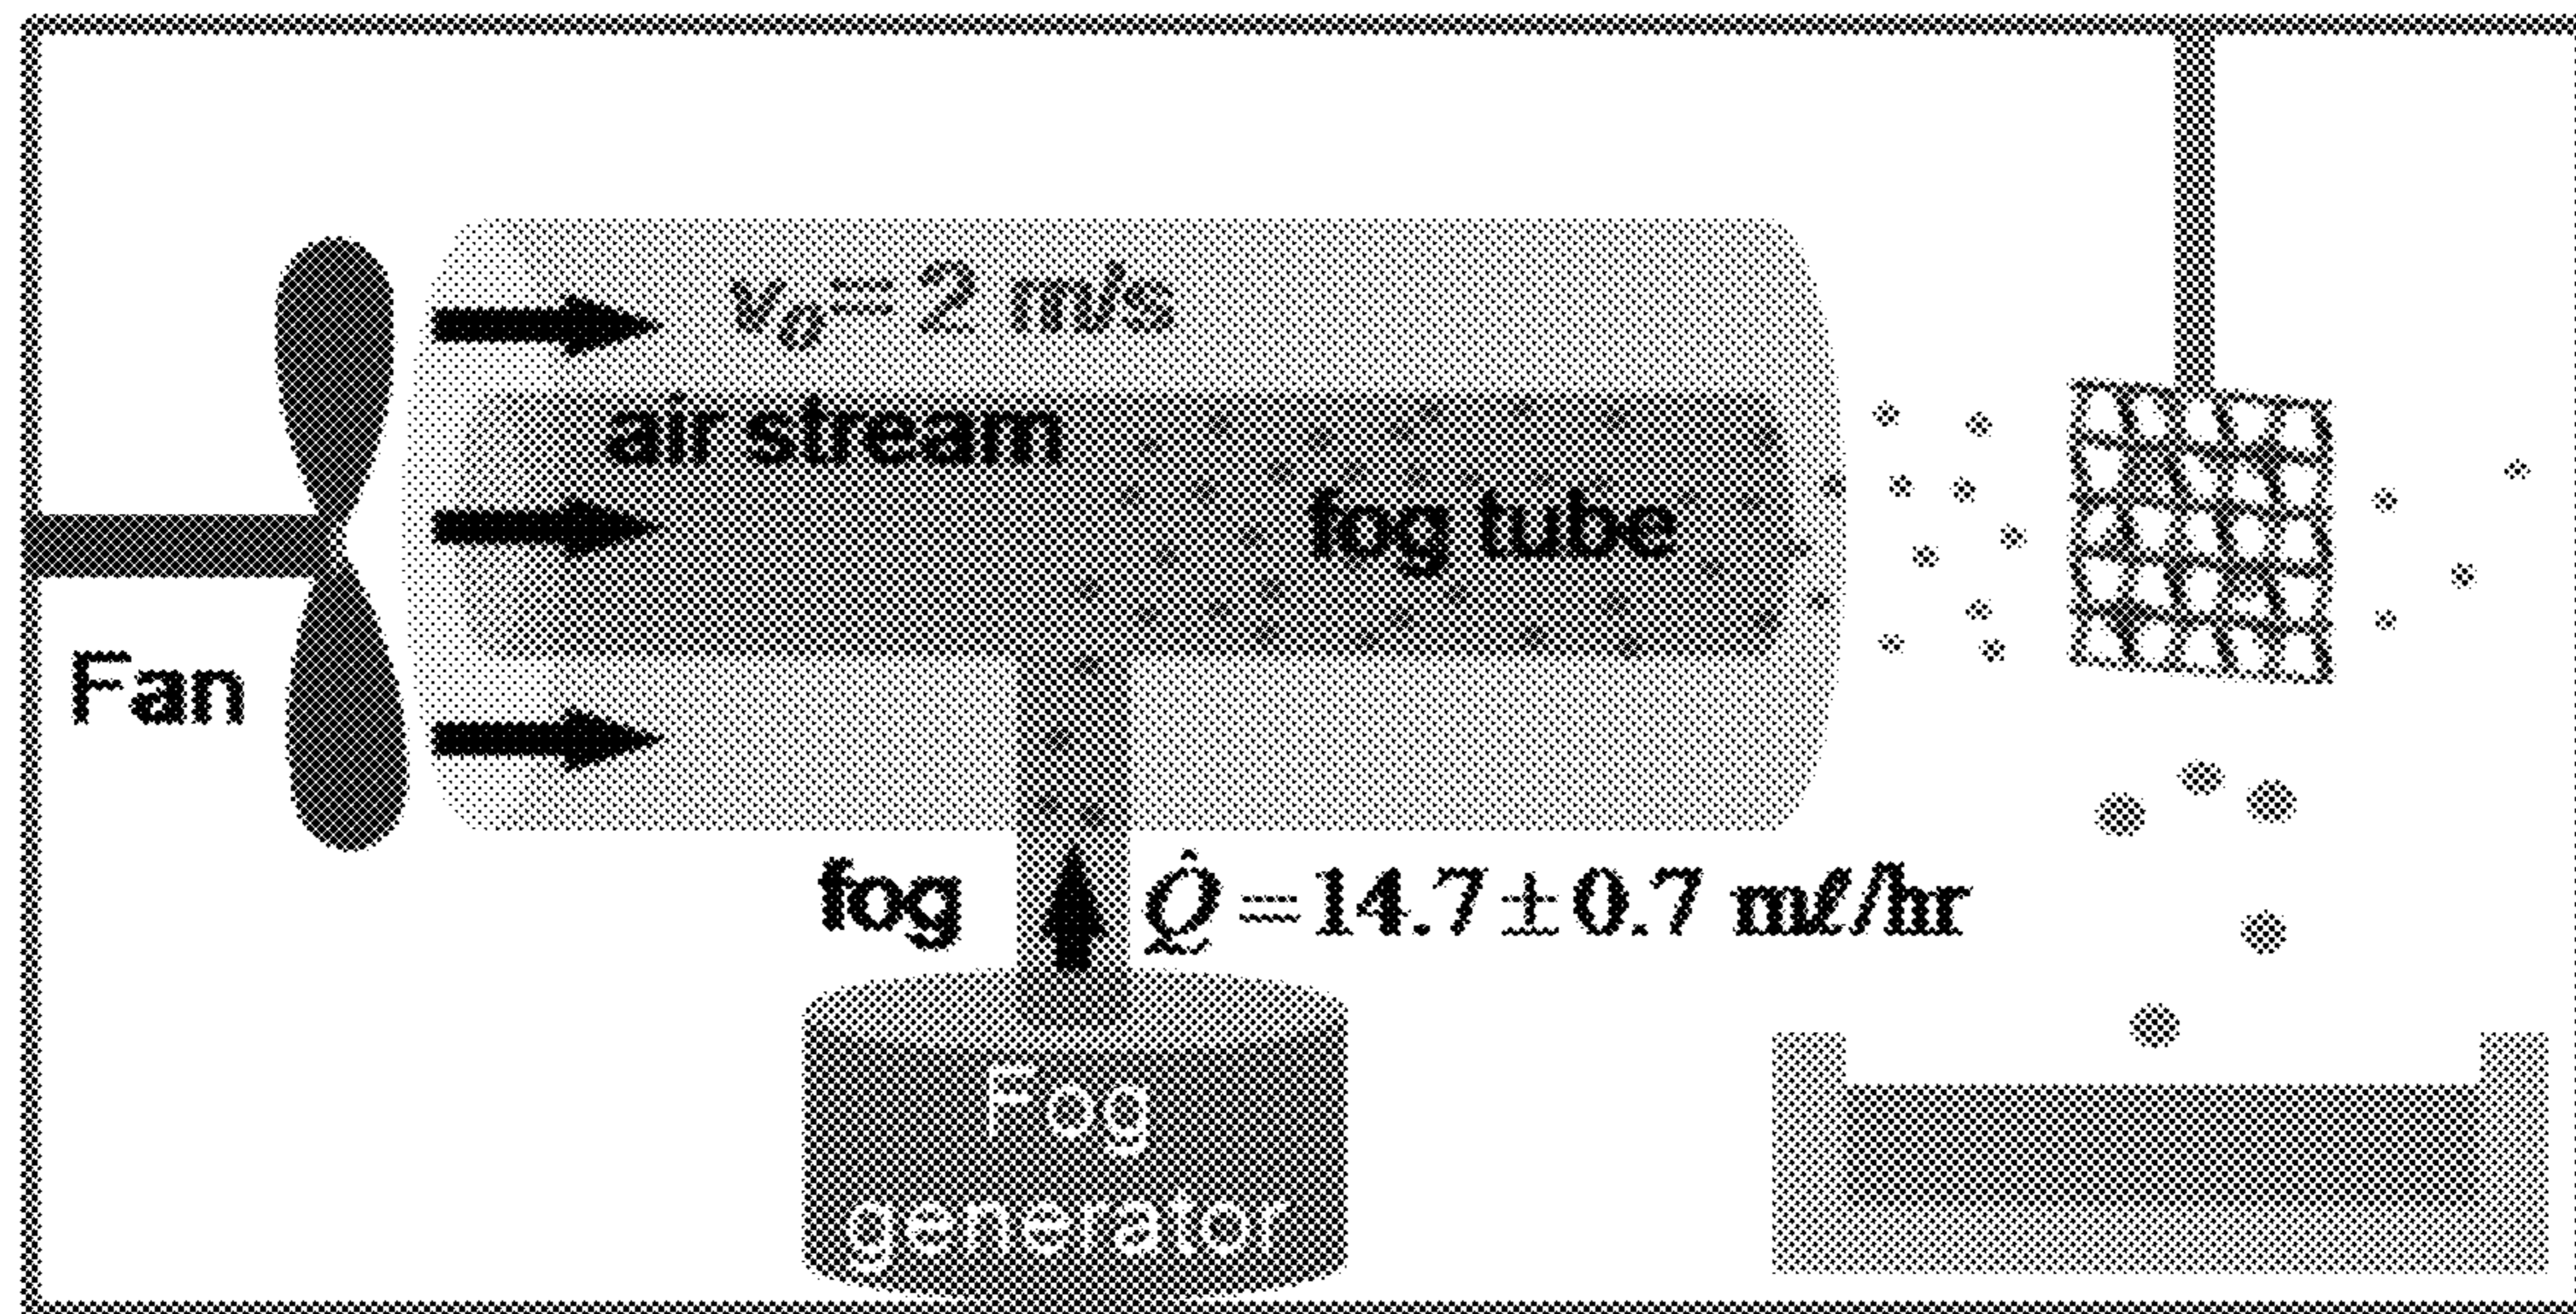 v₀= 2 m/s
air stream
fog tube
Fan
fog
Q̂ =14.7±0.7 mℓ/hr
Fog
generator